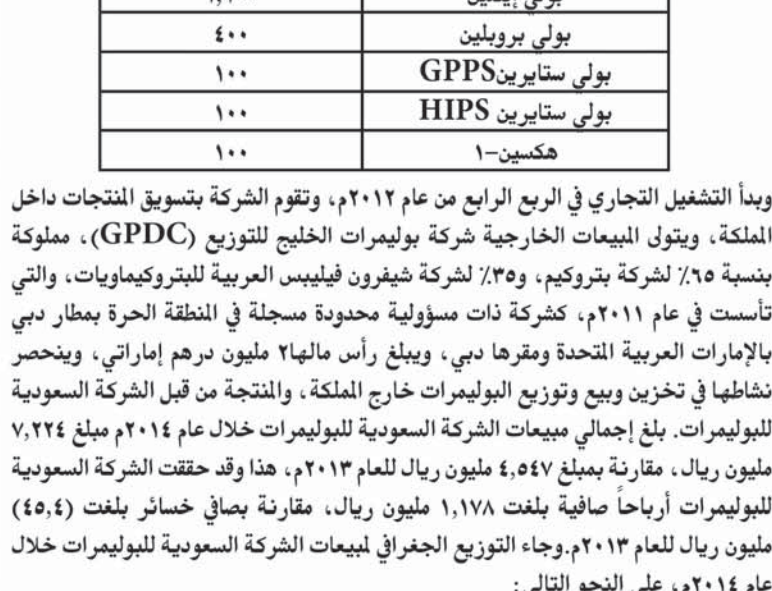 بولي إيثيلين
بولي بروبلين ٤٠٠
بولي ستايرينGPPS ١٠٠
بولي ستايرين HIPS ١٠٠
هكسين-١ ١٠٠
وبدأ التشغيل التجاري في الربع الرابع من عام ٢٠١٢م، وتقوم الشركة بتسويق المنتجات داخل
المملكة، ويتولى المبيعات الخارجية شركة بوليمرات الخليج للتوزيع (GPDC)، مملوكة
بنسبة ٦٥٪ لشركة بتروكيم، و٣٥٪ لشركة شيفرون فيليبس العربية للبتروكيماويات، والتي
تأسست في عام ٢٠١١م، كشركة ذات مسؤولية محدودة مسجلة في المنطقة الحرة بمطار دبي
بالإمارات العربية المتحدة ومقرها دبي، ويبلغ رأس مالها٢ مليون درهم إماراتي، وينحصر
نشاطها في تخزين وبيع وتوزيع البوليمرات خارج المملكة، والمنتجة من قبل الشركة السعودية
للبوليمرات. بلغ إجمالي مبيعات الشركة السعودية للبوليمرات خلال عام ٢٠١٤م مبلغ ٧,٢٢٤
مليون ريال، مقارنة بمبلغ ٤,٥٤٧ مليون ريال للعام ٢٠١٣م، هذا وقد حققت الشركة السعودية
للبوليمرات أرباحاً صافية بلغت ١,١٧٨ مليون ريال، مقارنة بصافي خسائر بلغت (٤٥,٤)
مليون ريال للعام ٢٠١٣م.وجاء التوزيع الجغرافي لمبيعات الشركة السعودية للبوليمرات خلال
عام ٢٠١٤م، على النحو التالي: